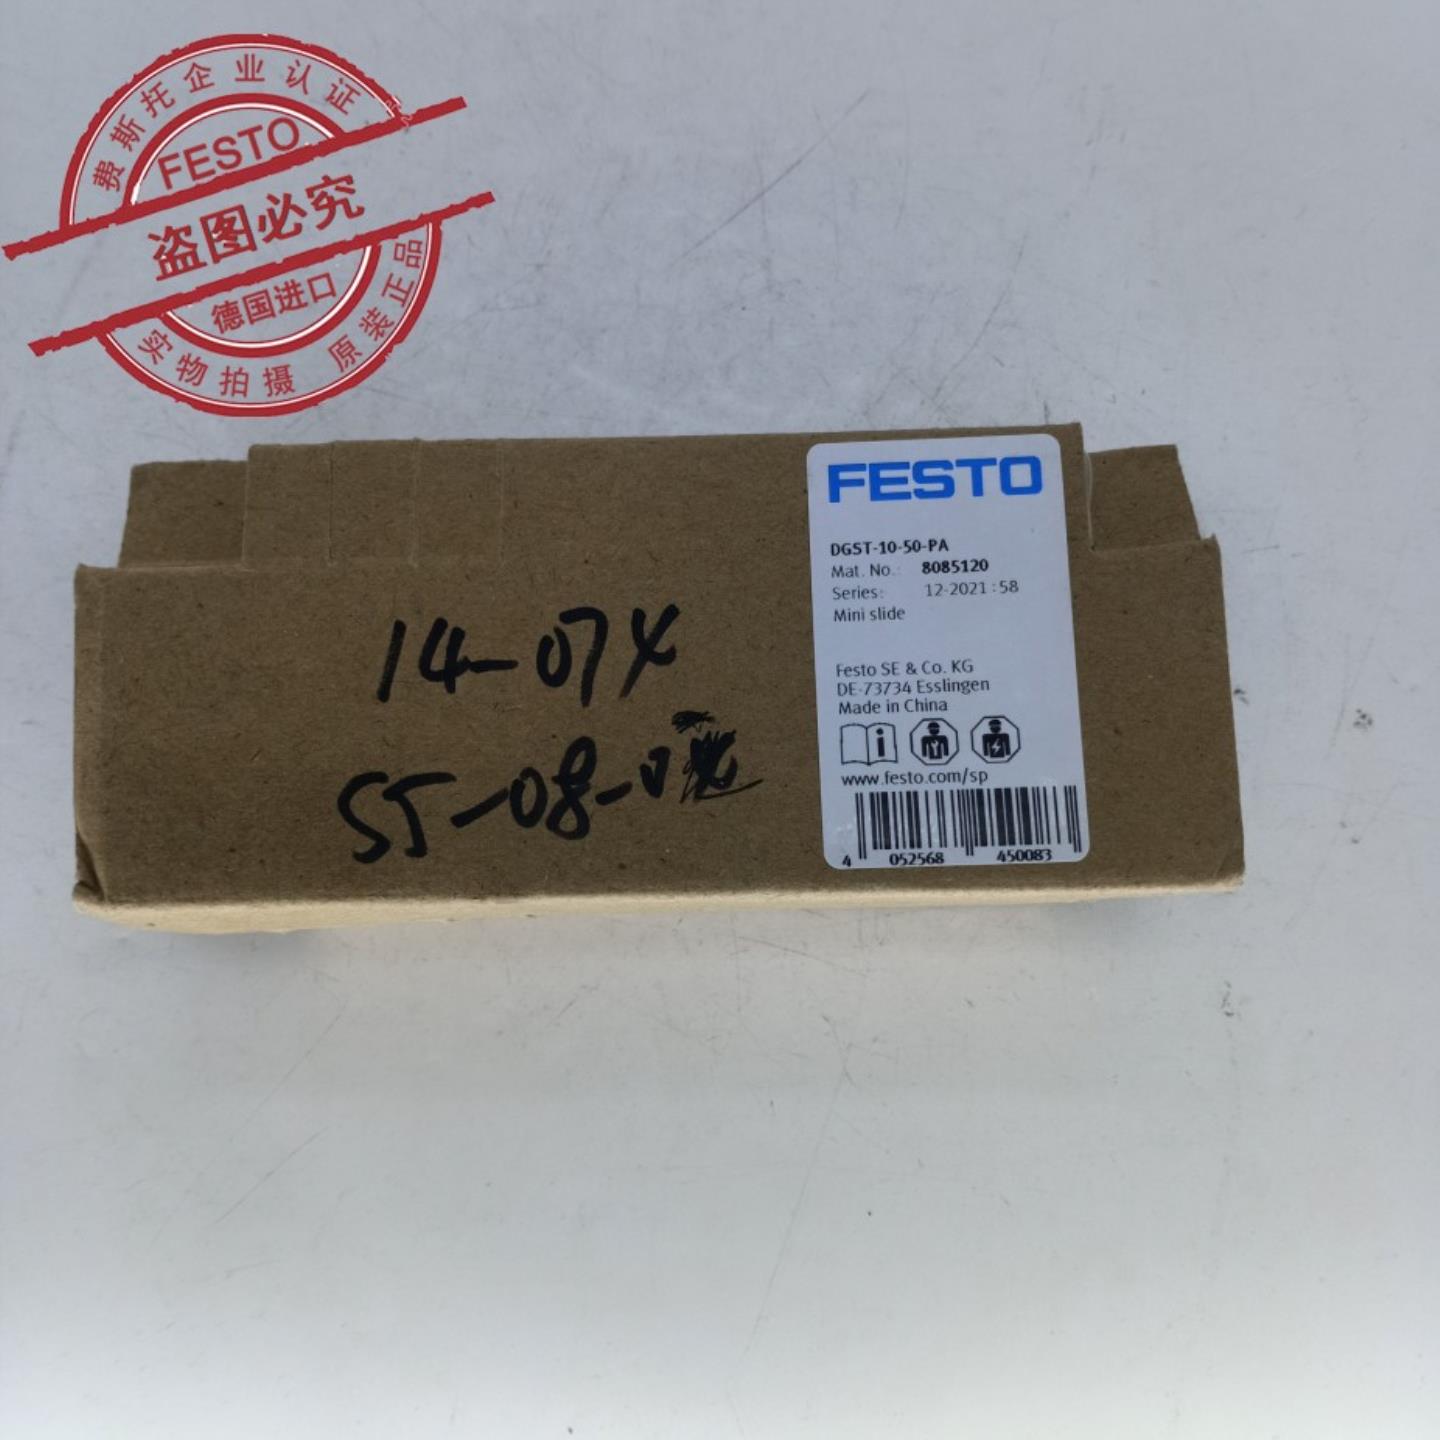 费斯托企业认证
FESTO
盗图必究
德国进口
实物拍摄 原装正品
FESTO
DGST-10-50-PA
Mat. No.: 8085120
Series: 12-2021:58
Mini slide
Festo SE & Co. KG
DE-73734 Esslingen
Made in China
www.festo.com/sp
4 052568 450083
14-07X
55-08-0